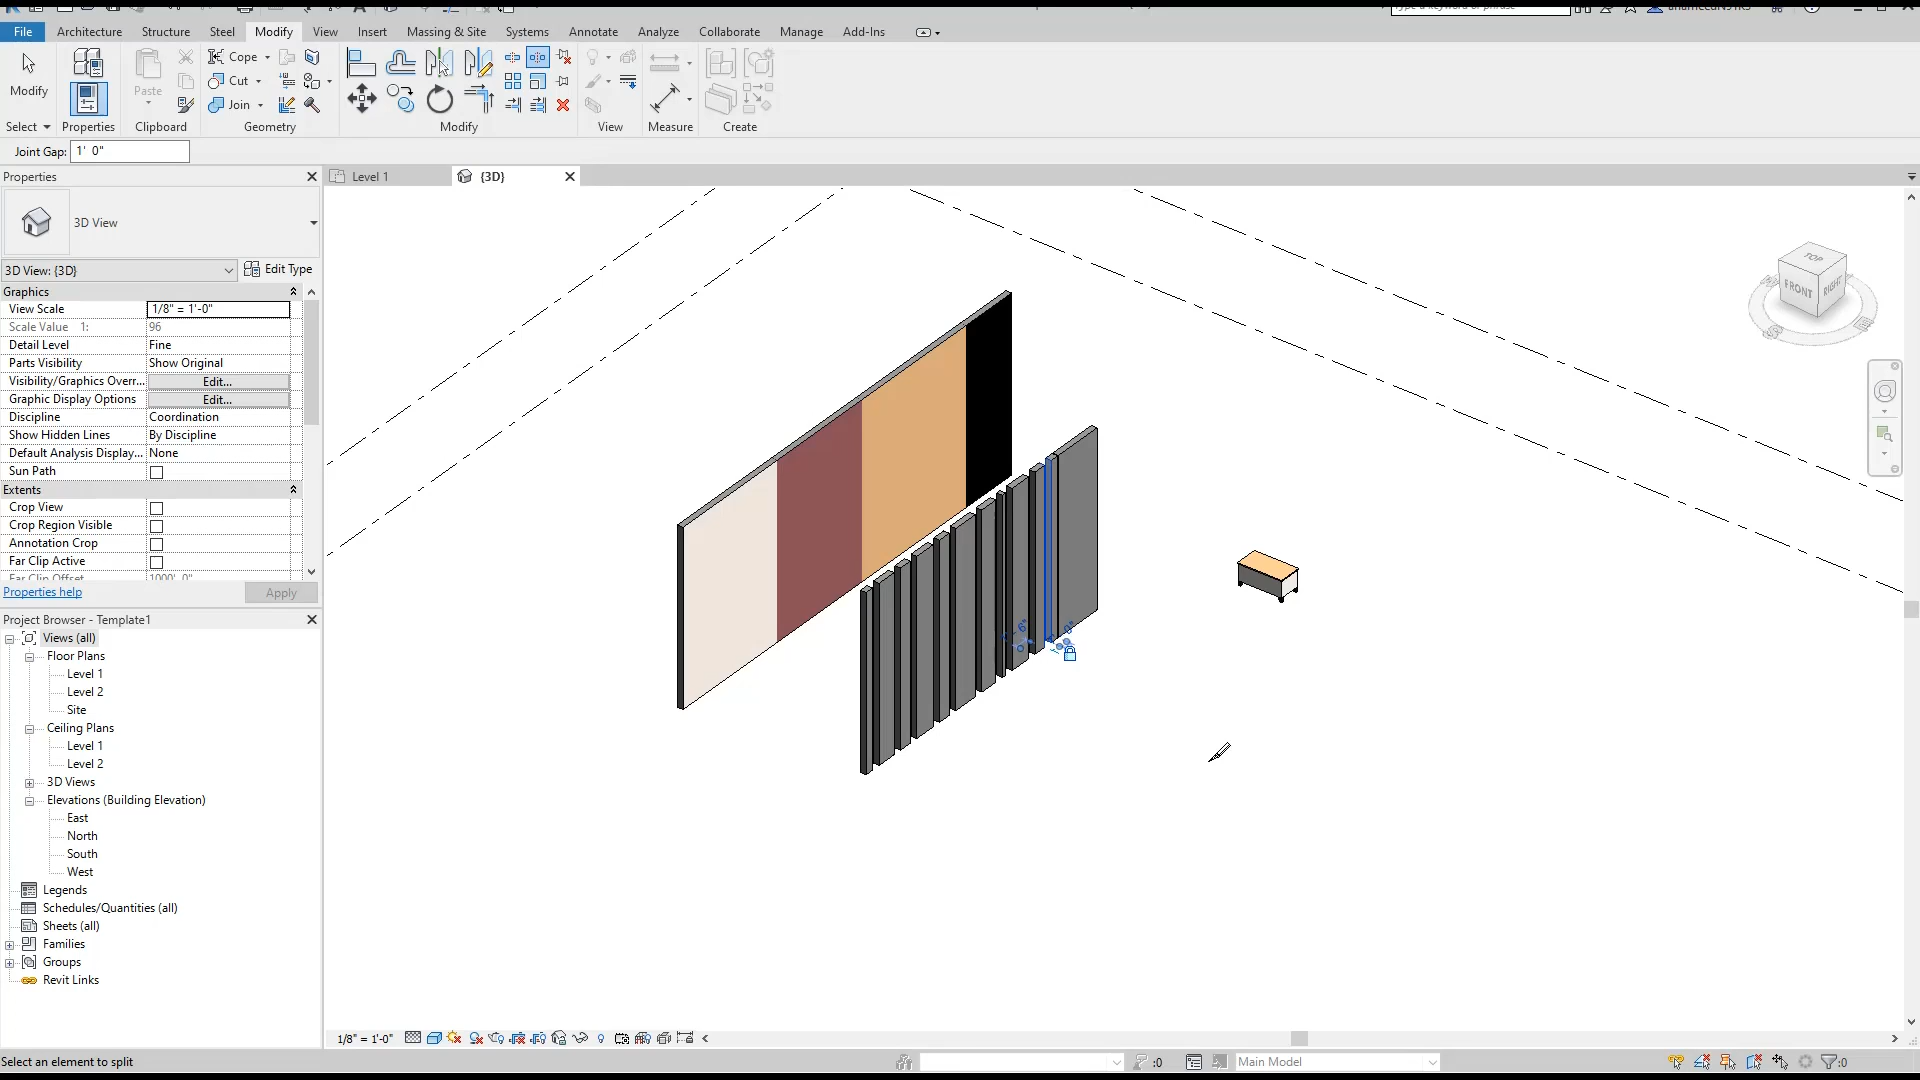 File Architecture Structure Steel Modify View Insert Massing & Site Systems Annotate Analyze Collaborate Manage Add-Ins
Modify
Paste
Cope
Cut
Join
Select Properties Clipboard Geometry Modify View Measure Create
Joint Gap: 1' 0"
Properties
Level 1
{3D}
3D View
3D View: {3D} Edit Type
Graphics
View Scale 1/8" = 1'-0"
Scale Value 1: 96
Detail Level Fine
Parts Visibility Show Original
Visibility/Graphics Overr... Edit...
Graphic Display Options Edit...
Discipline Coordination
Show Hidden Lines By Discipline
Default Analysis Display... None
Sun Path
Extents
Crop View
Crop Region Visible
Annotation Crop
Far Clip Active
Far Clip Offset 1000' 0"
Properties help Apply
Project Browser - Template1
Views (all)
Floor Plans
Level 1
Level 2
Site
Ceiling Plans
Level 1
Level 2
3D Views
Elevations (Building Elevation)
East
North
South
West
Legends
Schedules/Quantities (all)
Sheets (all)
Families
Groups
Revit Links
TOP
FRONT
RIGHT
S
E
1/8" = 1'-0"
Select an element to split
:0
Main Model
:0